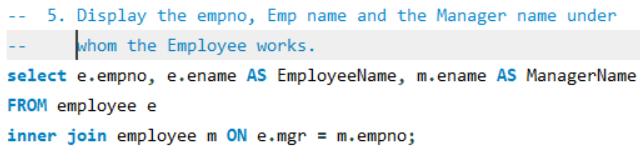 --  5. Display the empno, Emp name and the Manager name under
--     whom the Employee works.
select e.empno, e.ename AS EmployeeName, m.ename AS ManagerName
FROM employee e
inner join employee m ON e.mgr = m.empno;